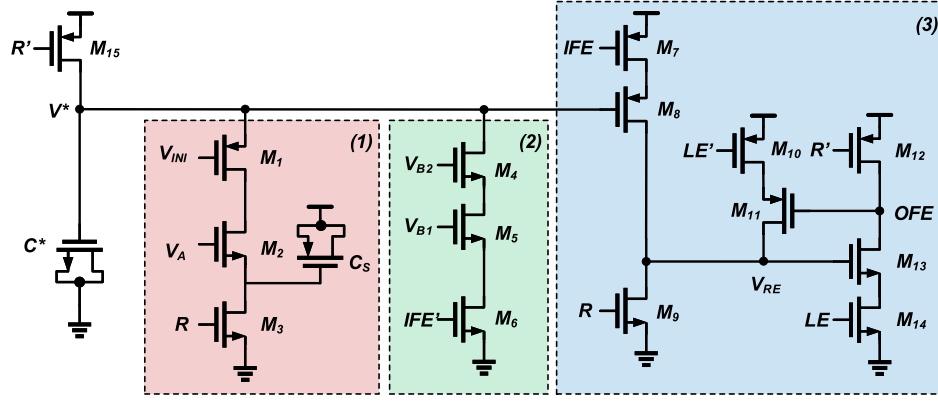 R' M15
V*
C*
(1)
VINI M1
VA M2
CS
R M3
(2)
VB2 M4
VB1 M5
IFE' M6
(3)
IFE M7
M8
LE' M10
R' M12
M11
OFE
M13
VRE
R M9
LE M14